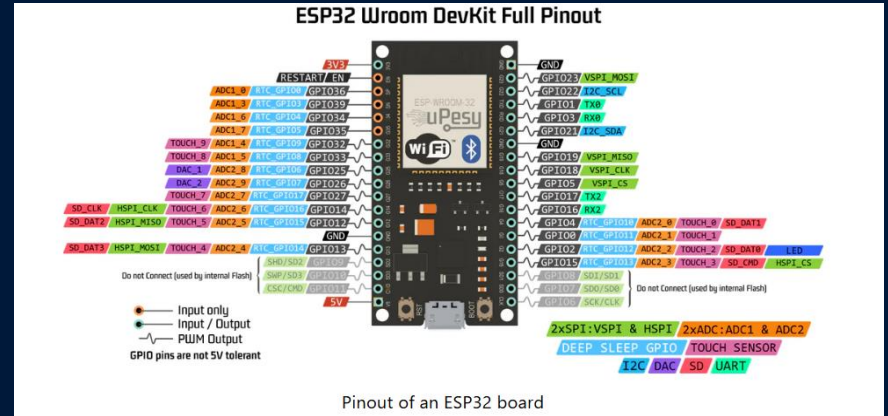 ESP32 Wroom DevKit Full Pinout
3V3
RESTART EN
ADC1_0 RTC_GPIO0 GPIO36
ADC1_3 RTC_GPIO3 GPIO39
ADC1_6 RTC_GPIO4 GPIO34
ADC1_7 RTC_GPIO5 GPIO35
TOUCH_9 ADC1_4 RTC_GPIO9 GPIO32
TOUCH_8 ADC1_5 RTC_GPIO8 GPIO33
DAC_1 ADC2_8 RTC_GPIO6 GPIO25
DAC_2 ADC2_9 RTC_GPIO7 GPIO26
TOUCH_7 ADC2_7 RTC_GPIO17 GPIO27
SD_CLK HSPI_CLK TOUCH_6 ADC2_6 RTC_GPIO16 GPIO14
SD_DAT2 HSPI_MISO TOUCH_5 ADC2_5 RTC_GPIO15 GPIO12
GND
SD_DAT3 HSPI_MOSI TOUCH_4 ADC2_4 RTC_GPIO14 GPIO13
SHD/SD2 GPIO9
SWP/SD3 GPIO10
CSC/CMD GPIO11
Do not Connect (used by internal Flash)
5V
ESP-WROOM-32
uPesy
WiFi
RST
BOOT
GND
GPIO23 VSPI_MOSI
GPIO22 I2C_SCL
GPIO1 TX0
GPIO3 RX0
GPIO21 I2C_SDA
GND
GPIO19 VSPI_MISO
GPIO18 VSPI_CLK
GPIO5 VSPI_CS
GPIO17 TX2
GPIO16 RX2
GPIO4 RTC_GPIO10 ADC2_0 TOUCH_0 SD_DAT1
GPIO0 RTC_GPIO11 ADC2_1 TOUCH_1
GPIO2 RTC_GPIO12 ADC2_2 TOUCH_2 SD_DAT0 LED
GPIO15 RTC_GPIO13 ADC2_3 TOUCH_3 SD_CMD HSPI_CS
GPIO8 SDI/SD1
GPIO7 SDO/SD0
GPIO6 SCK/CLK
Do not Connect (used by internal Flash)
Input only
Input / Output
PWM Output
GPIO pins are not 5V tolerant
2xSPI:VSPI & HSPI 2xADC:ADC1 & ADC2
DEEP SLEEP GPIO TOUCH SENSOR
I2C DAC SD UART
Pinout of an ESP32 board